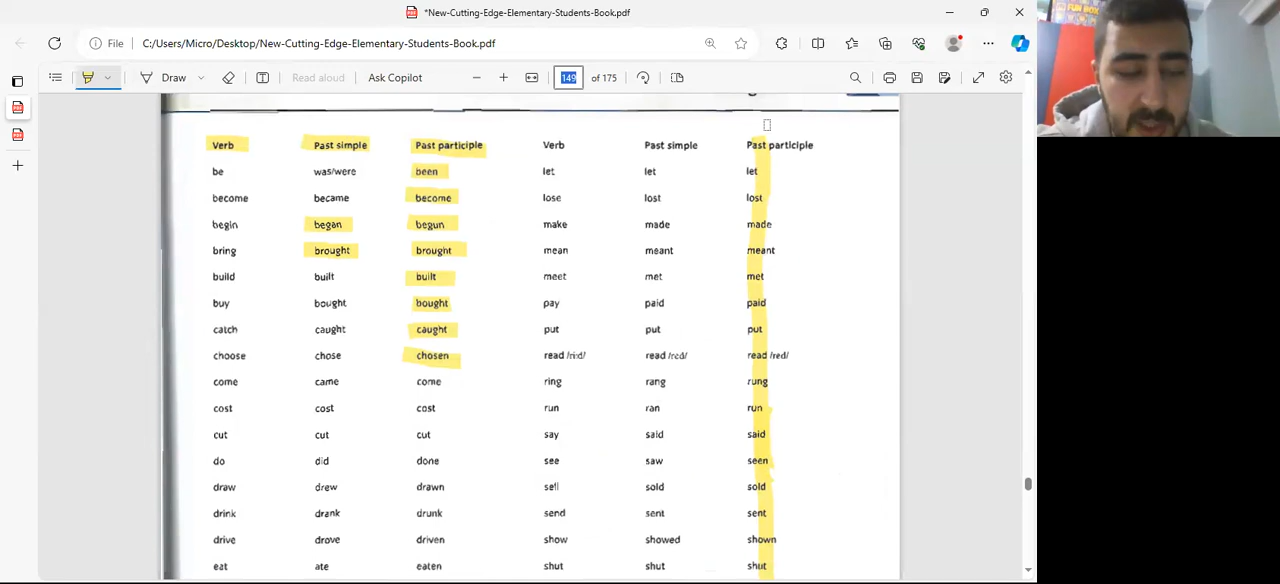 *New-Cutting-Edge-Elementary-Students-Book.pdf
File C:/Users/Micro/Desktop/New-Cutting-Edge-Elementary-Students-Book.pdf
Draw Read aloud Ask Copilot 149 of 175
Verb Past simple Past participle Verb Past simple Past participle
be was/were been let let let
become became become lose lost lost
begin began begun make made made
bring brought brought mean meant meant
build built built meet met met
buy bought bought pay paid paid
catch caught caught put put put
choose chose chosen read /riːd/ read /red/ read /red/
come came come ring rang rung
cost cost cost run ran run
cut cut cut say said said
do did done see saw seen
draw drew drawn sell sold sold
drink drank drunk send sent sent
drive drove driven show showed shown
eat ate eaten shut shut shut
FUN BOX